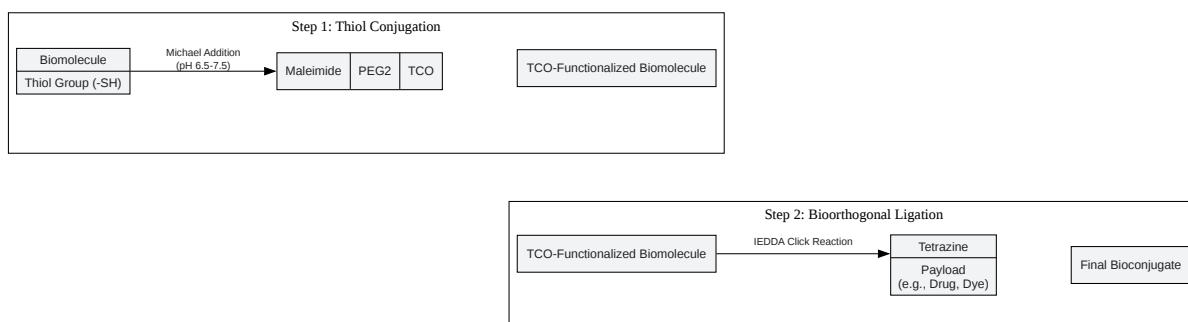 Step 1: Thiol Conjugation
Biomolecule
Thiol Group (-SH)
Michael Addition
(pH 6.5-7.5)
Maleimide
PEG2
TCO
TCO-Functionalized Biomolecule
Step 2: Bioorthogonal Ligation
TCO-Functionalized Biomolecule
IEDDA Click Reaction
Tetrazine
Payload
(e.g., Drug, Dye)
Final Bioconjugate